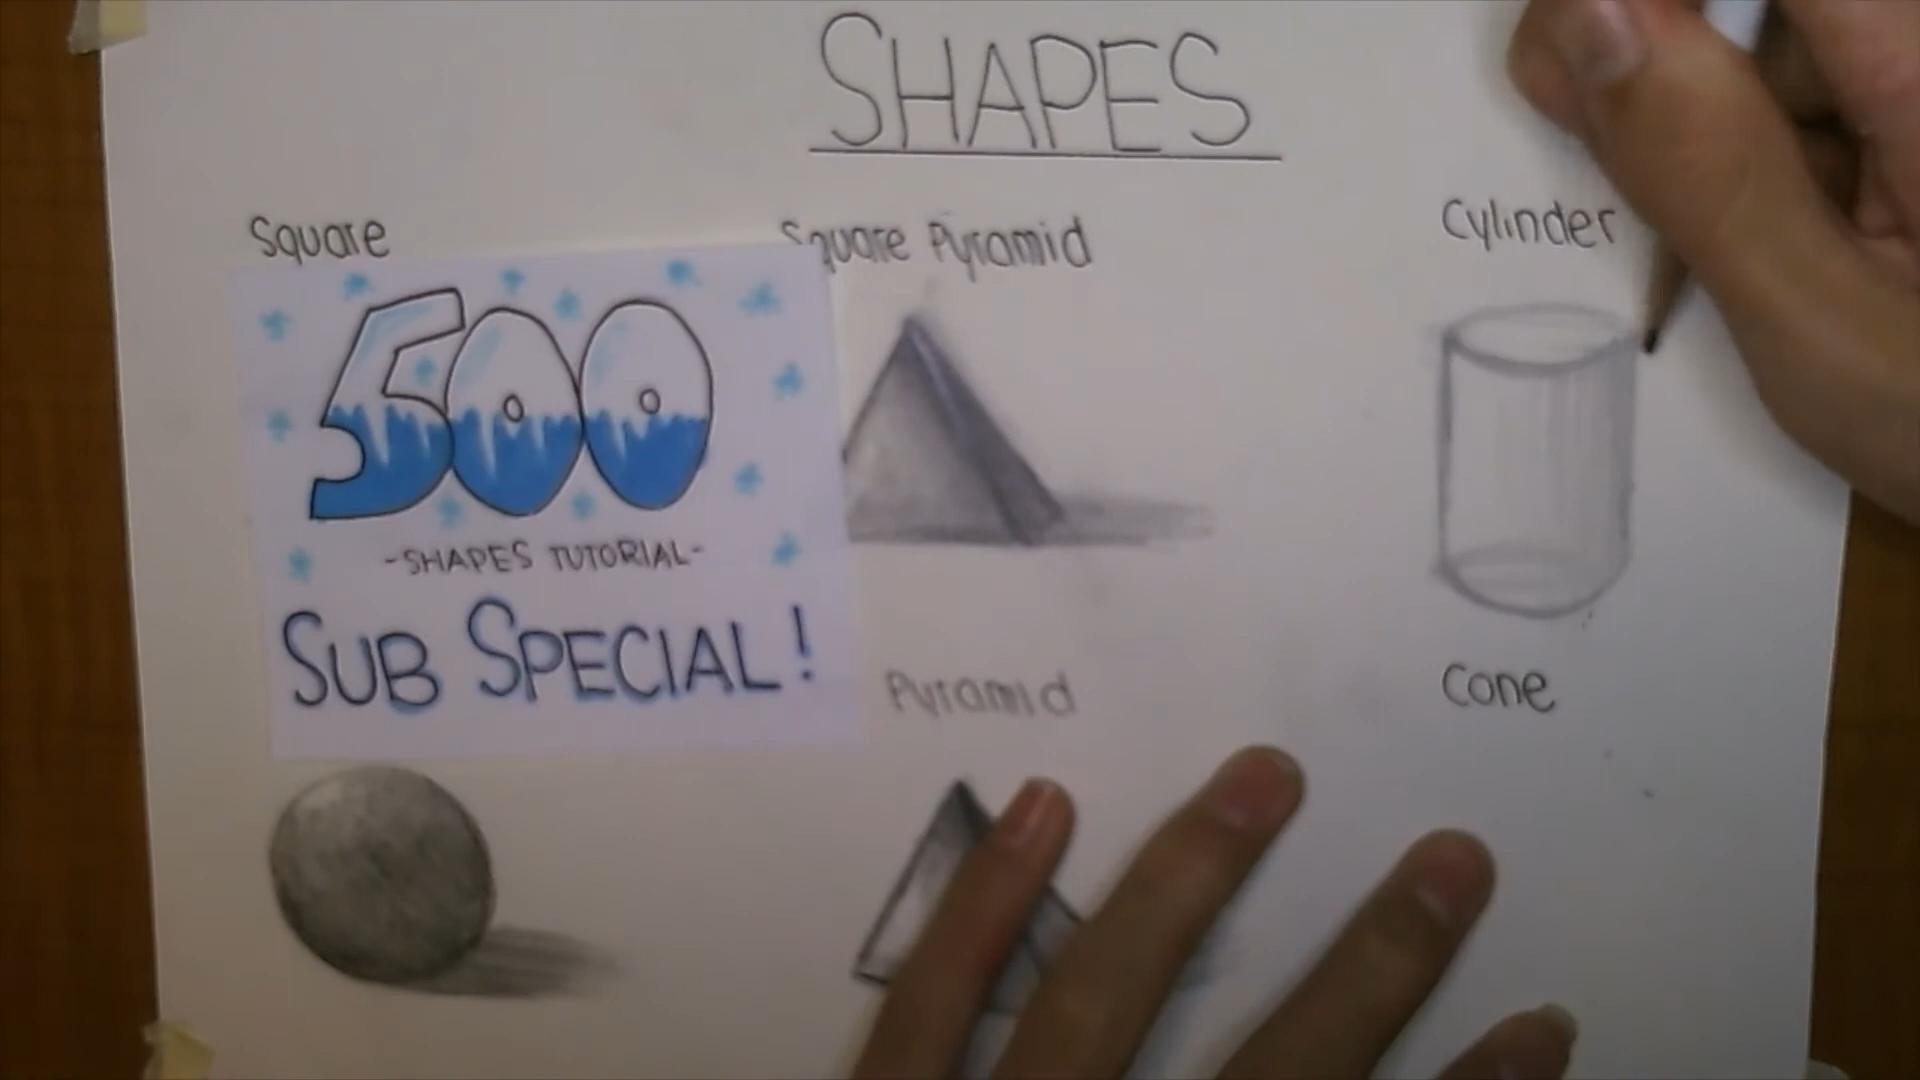 SHAPES
Square
Square Pyramid
Cylinder
500
-SHAPES TUTORIAL-
SUB SPECIAL!
Pyramid
Cone